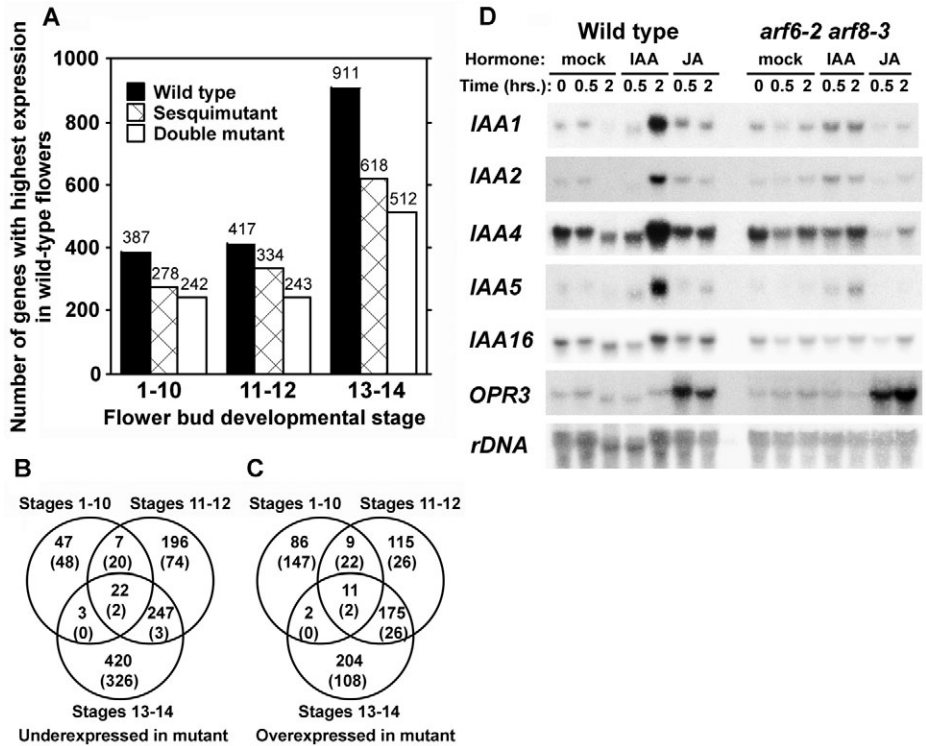 A
Number of genes with highest expression
in wild-type flowers
1000
800
600
400
200
0
Wild type
Sesquimutant
Double mutant
387
278
242
417
334
243
911
618
512
1-10
11-12
13-14
Flower bud developmental stage
B
Stages 1-10
Stages 11-12
47
(48)
7
(20)
196
(74)
22
(2)
3
(0)
247
(3)
420
(326)
Stages 13-14
Underexpressed in mutant
C
Stages 1-10
Stages 11-12
86
(147)
9
(22)
115
(26)
11
(2)
2
(0)
175
(26)
204
(108)
Stages 13-14
Overexpressed in mutant
D
Wild type
arf6-2 arf8-3
Hormone: mock IAA JA mock IAA JA
Time (hrs.): 0 0.5 2 0.5 2 0.5 2 0 0.5 2 0.5 2 0.5 2
IAA1
IAA2
IAA4
IAA5
IAA16
OPR3
rDNA